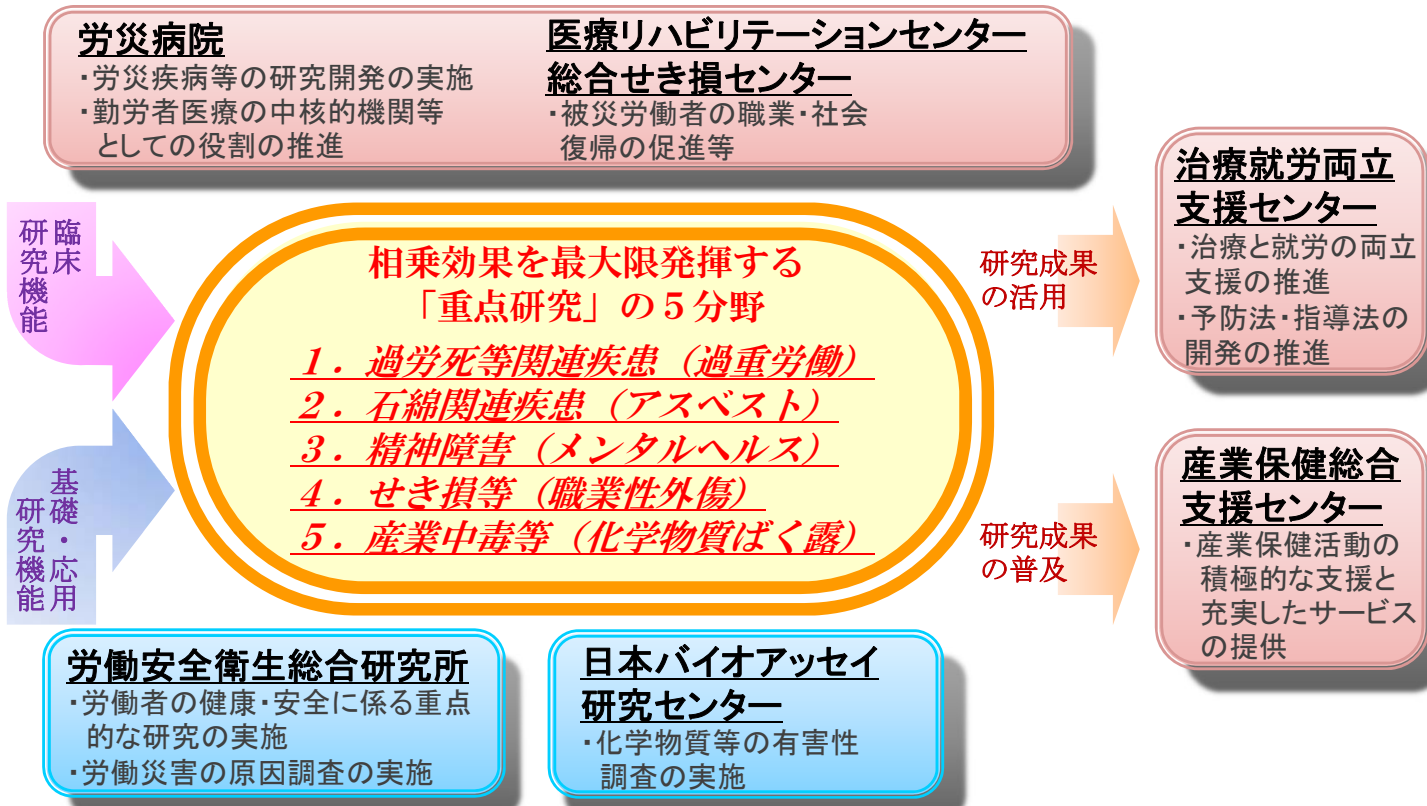 労災病院
・労災疾病等の研究開発の実施
・勤労者医療の中核的機関等
としての役割の推進
医療リハビリテーションセンター
総合せき損センター
・被災労働者の職業・社会
復帰の促進等
臨床
研究機能
基礎・応用
研究機能
相乗効果を最大限発揮する
「重点研究」の５分野
１．過労死等関連疾患（過重労働）
２．石綿関連疾患（アスベスト）
３．精神障害（メンタルヘルス）
４．せき損等（職業性外傷）
５．産業中毒等（化学物質ばく露）
研究成果
の活用
研究成果
の普及
治療就労両立
支援センター
・治療と就労の両立
支援の推進
・予防法・指導法の
開発の推進
産業保健総合
支援センター
・産業保健活動の
積極的な支援と
充実したサービス
の提供
労働安全衛生総合研究所
・労働者の健康・安全に係る重点
的な研究の実施
・労働災害の原因調査の実施
日本バイオアッセイ
研究センター
・化学物質等の有害性
調査の実施